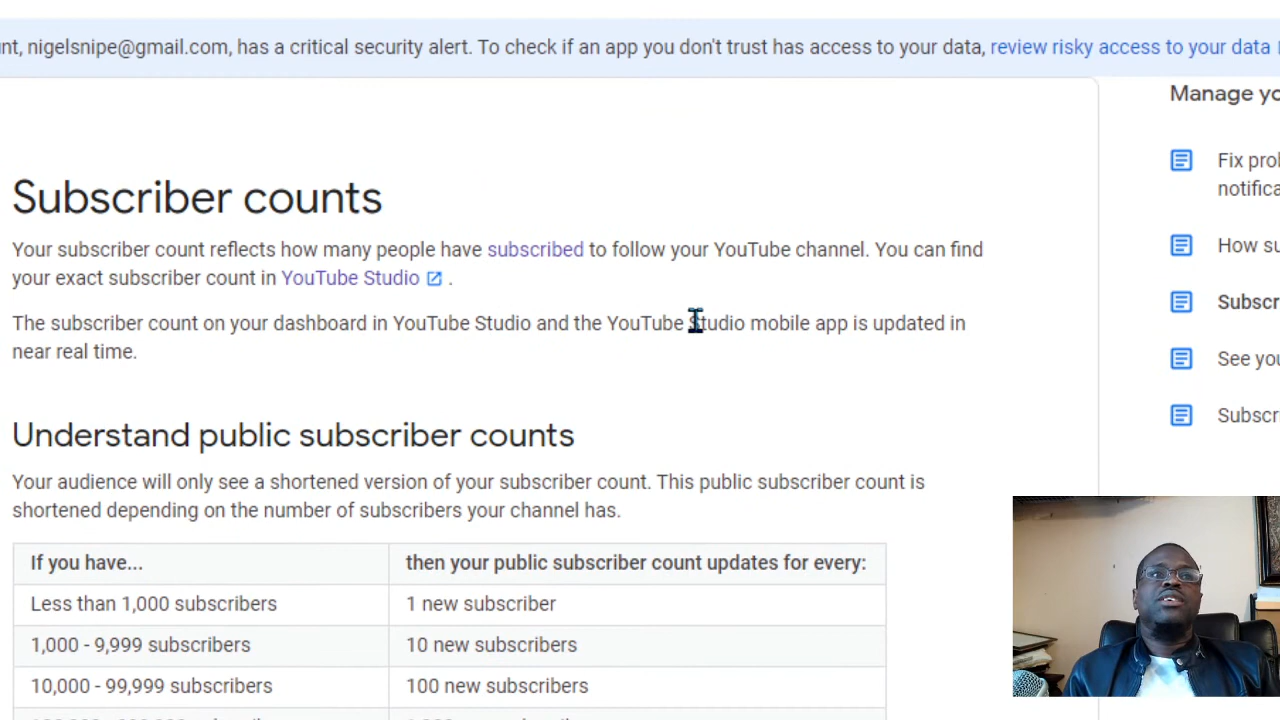 nt, nigelsnipe@gmail.com, has a critical security alert. To check if an app you don't trust has access to your data, review risky access to your data
Manage yo
Fix prol
notifica
How su
Subscr
See you
Subscri
Subscriber counts
Your subscriber count reflects how many people have subscribed to follow your YouTube channel. You can find
your exact subscriber count in YouTube Studio .
The subscriber count on your dashboard in YouTube Studio and the YouTube Studio mobile app is updated in
near real time.
Understand public subscriber counts
Your audience will only see a shortened version of your subscriber count. This public subscriber count is
shortened depending on the number of subscribers your channel has.
If you have... then your public subscriber count updates for every:
Less than 1,000 subscribers 1 new subscriber
1,000 - 9,999 subscribers 10 new subscribers
10,000 - 99,999 subscribers 100 new subscribers